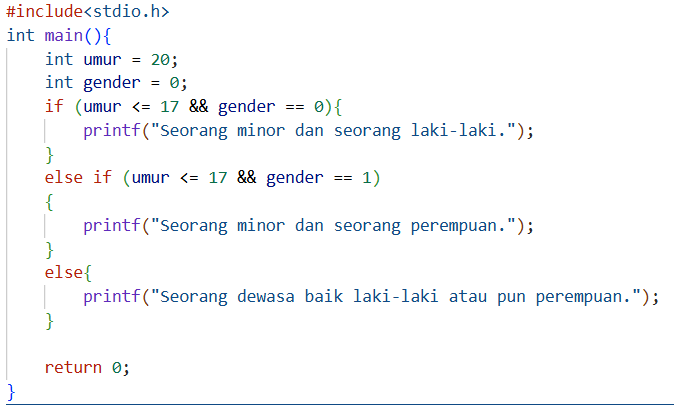 #include<stdio.h>
int main(){
    int umur = 20;
    int gender = 0;
    if (umur <= 17 && gender == 0){
        printf("Seorang minor dan seorang laki-laki.");
    }
    else if (umur <= 17 && gender == 1)
    {
        printf("Seorang minor dan seorang perempuan.");
    }
    else{
        printf("Seorang dewasa baik laki-laki atau pun perempuan.");
    }

    return 0;
}